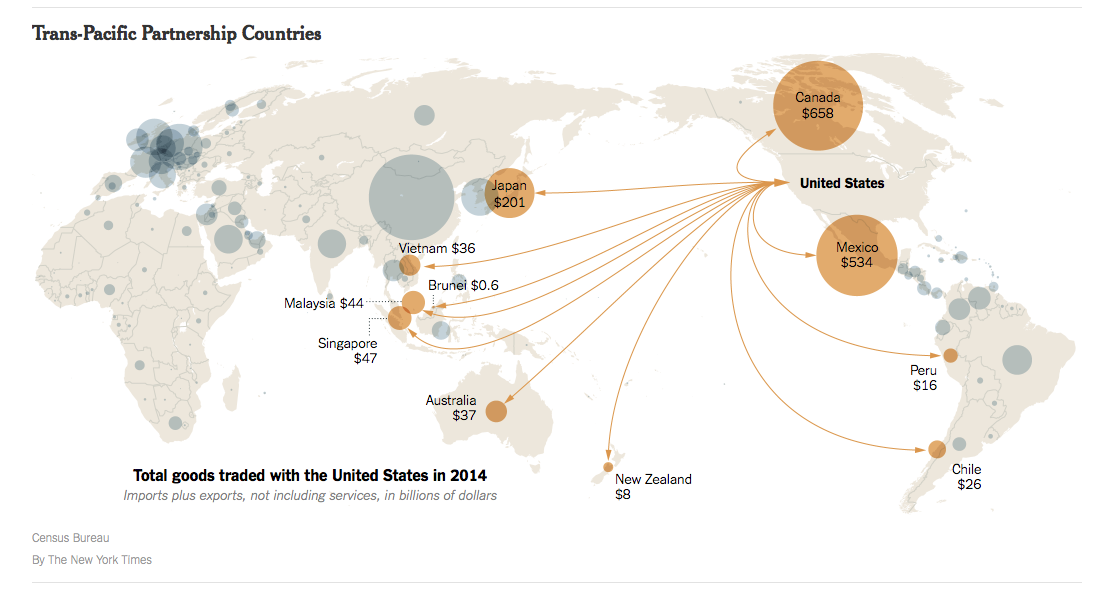 Trans-Pacific Partnership Countries
Canada
$658
United States
Japan
$201
Mexico
$534
Vietnam $36
Brunei $0.6
Malaysia $44
Singapore
$47
Peru
$16
Australia
$37
Chile
$26
New Zealand
$8
Total goods traded with the United States in 2014
Imports plus exports, not including services, in billions of dollars
Census Bureau
By The New York Times